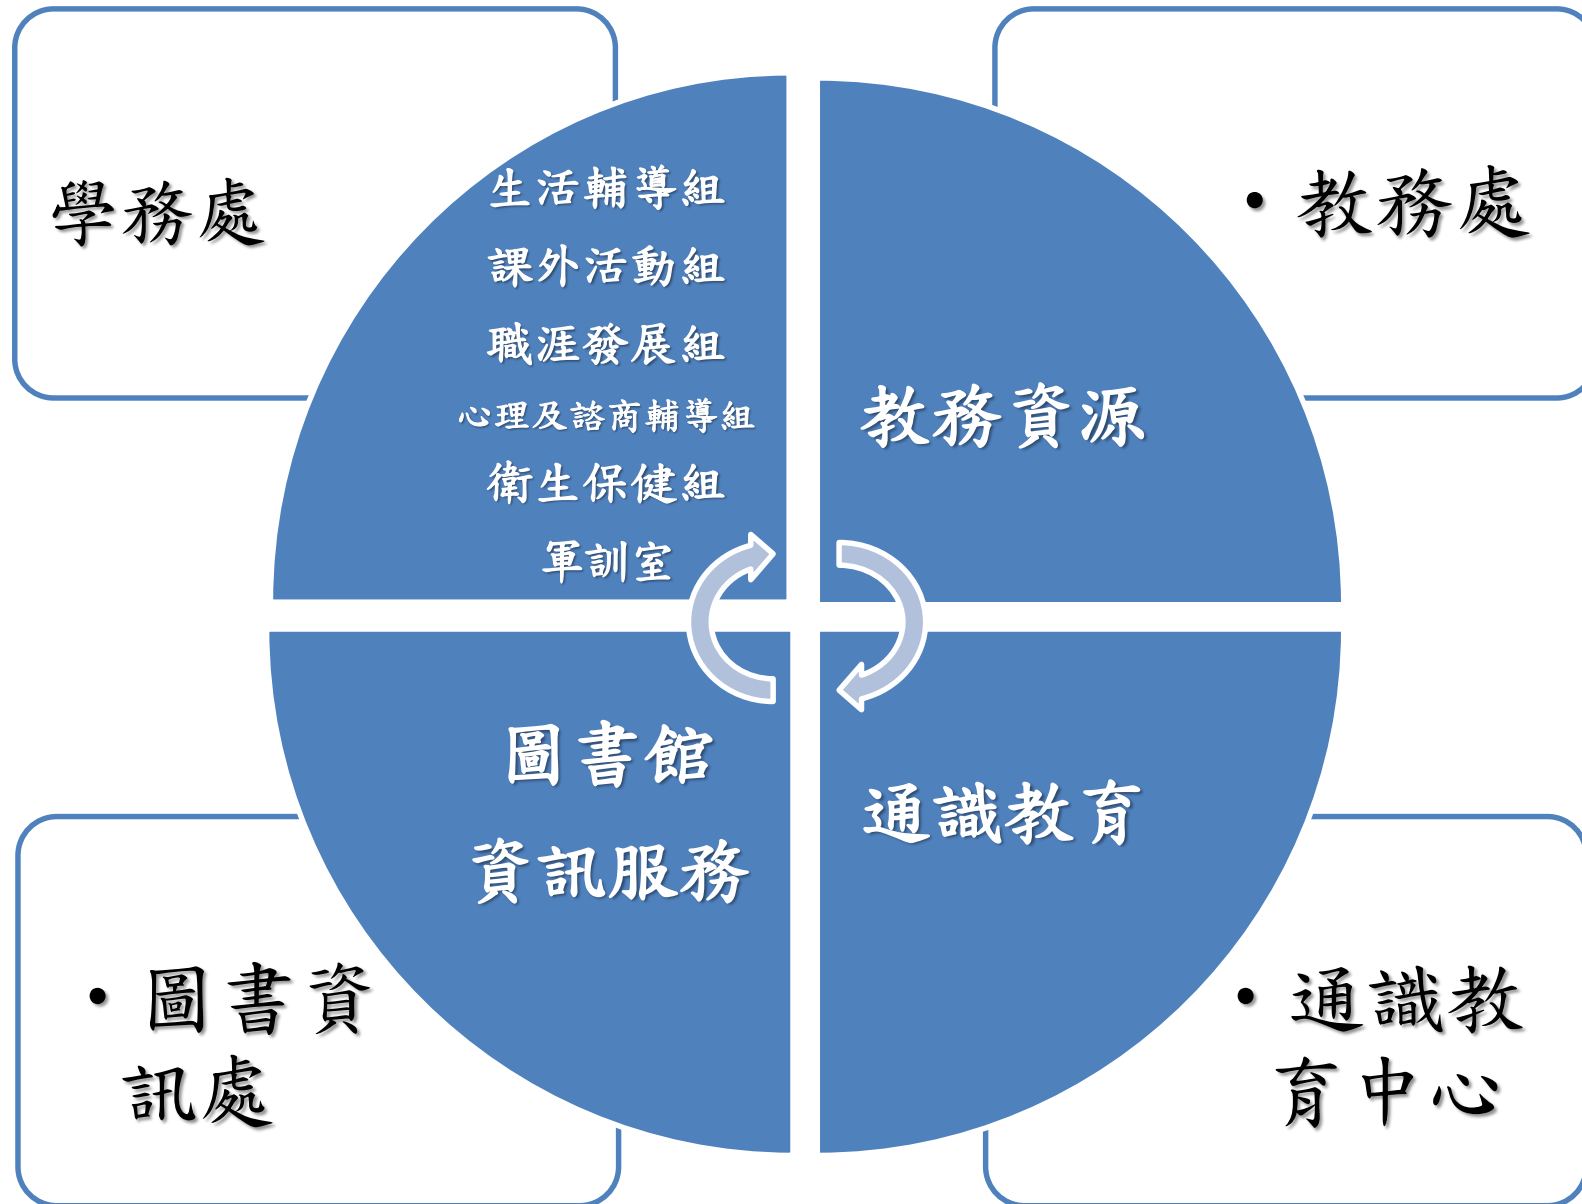 學務處
生活輔導組
課外活動組
職涯發展組
心理及諮商輔導組
衛生保健組
軍訓室
• 教務處
教務資源
圖書館
資訊服務
• 圖書資
訊處
通識教育
• 通識教
育中心